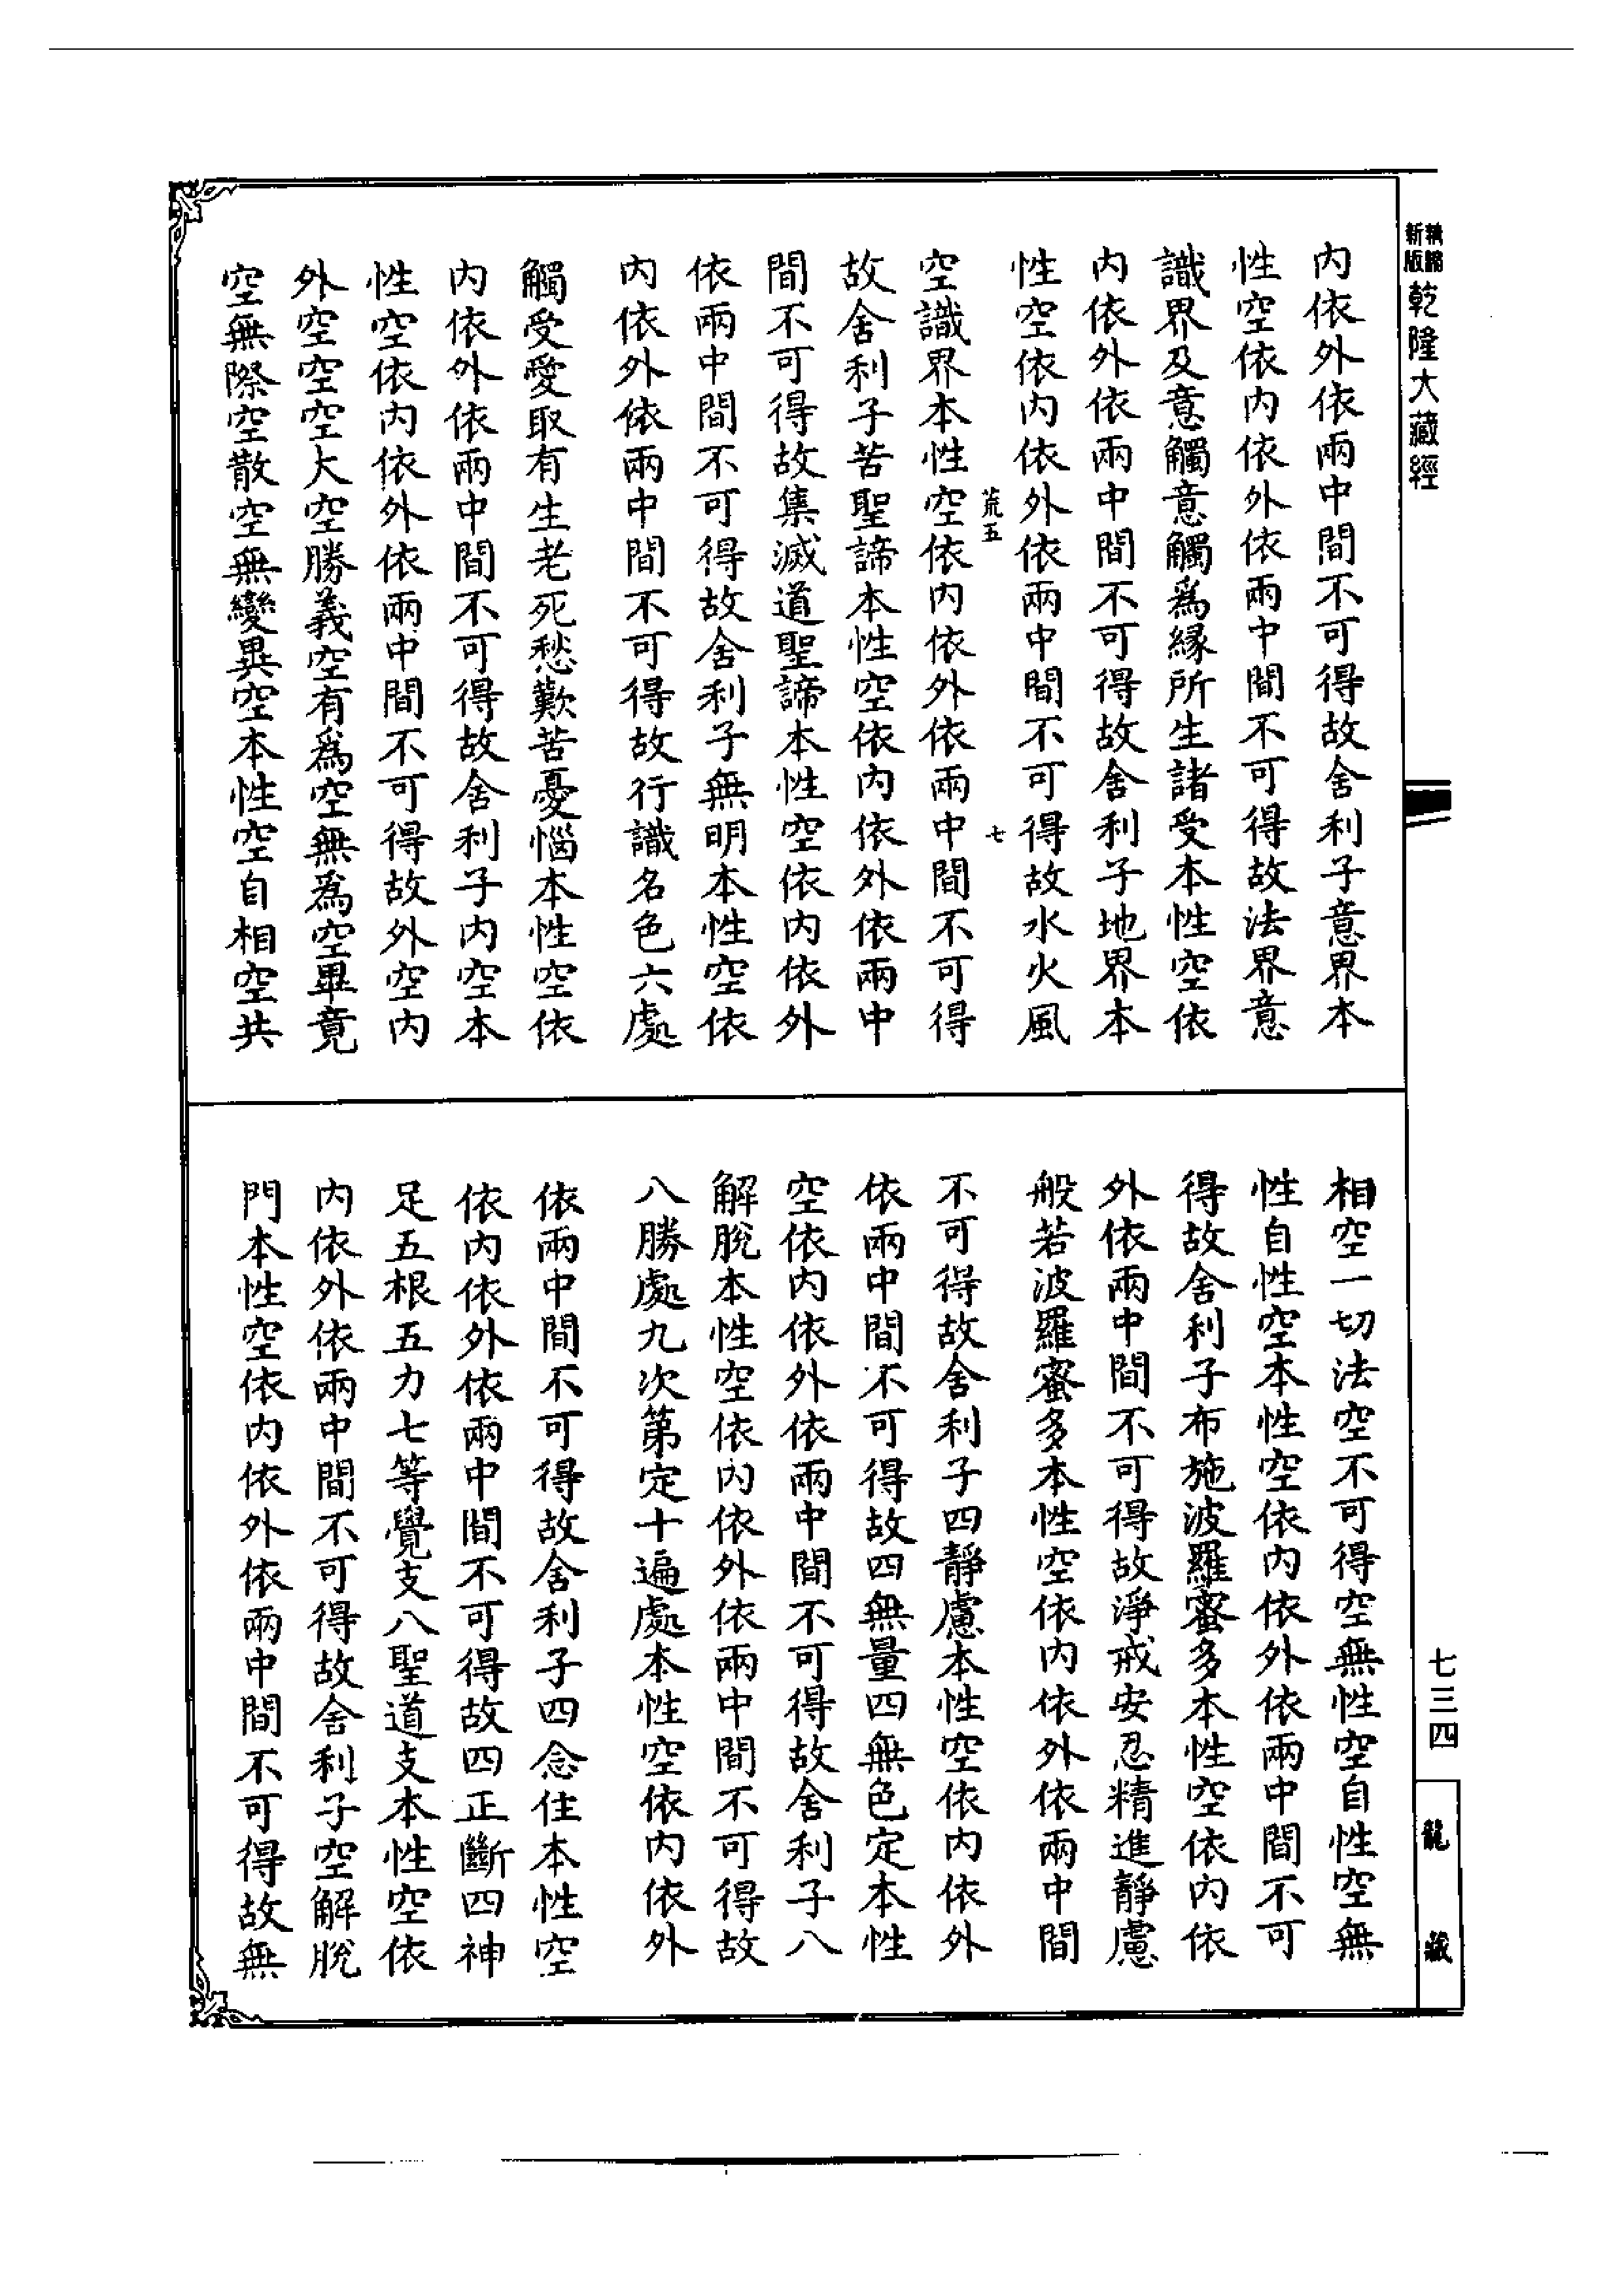 新版
乾隆大藏經
內依外依兩中間不可得故舍利子意界本
性空依內依外依兩中間不可得故法界意
識界及意觸意觸爲緣所生諸受本性空依
內依外依兩中間不可得故舍利子地界本
性空依內依外依兩中間不可得故水火風
荒五 七
空識界本性空依內依外依兩中間不可得
故舍利子苦聖諦本性空依內依外依兩中
間不可得故集滅道聖諦本性空依內依外
依兩中間不可得故舍利子無明本性空依
內依外依兩中間不可得故行識名色六處
觸受愛取有生老死愁歎苦憂惱本性空依
內依外依兩中間不可得故舍利子內空本
性空依內依外依兩中間不可得故外空內
外空空空大空勝義空有爲空無爲空畢竟
空無際空散空無變異空本性空自相空共
相空一切法空不可得空無性空自性空無
性自性空本性空依內依外依兩中間不可
得故舍利子布施波羅蜜多本性空依內依
外依兩中間不可得故淨戒安忍精進靜慮
般若波羅蜜多本性空依內依外依兩中間
不可得故舍利子四靜慮本性空依內依外
依兩中間不可得故四無量四無色定本性
空依內依外依兩中間不可得故舍利子八
解脫本性空依內依外依兩中間不可得故
八勝處九次第定十遍處本性空依內依外
依兩中間不可得故舍利子四念住本性空
依內依外依兩中間不可得故四正斷四神
足五根五力七等覺支八聖道支本性空依
內依外依兩中間不可得故舍利子空解脫
門本性空依內依外依兩中間不可得故無
七三四
龍藏